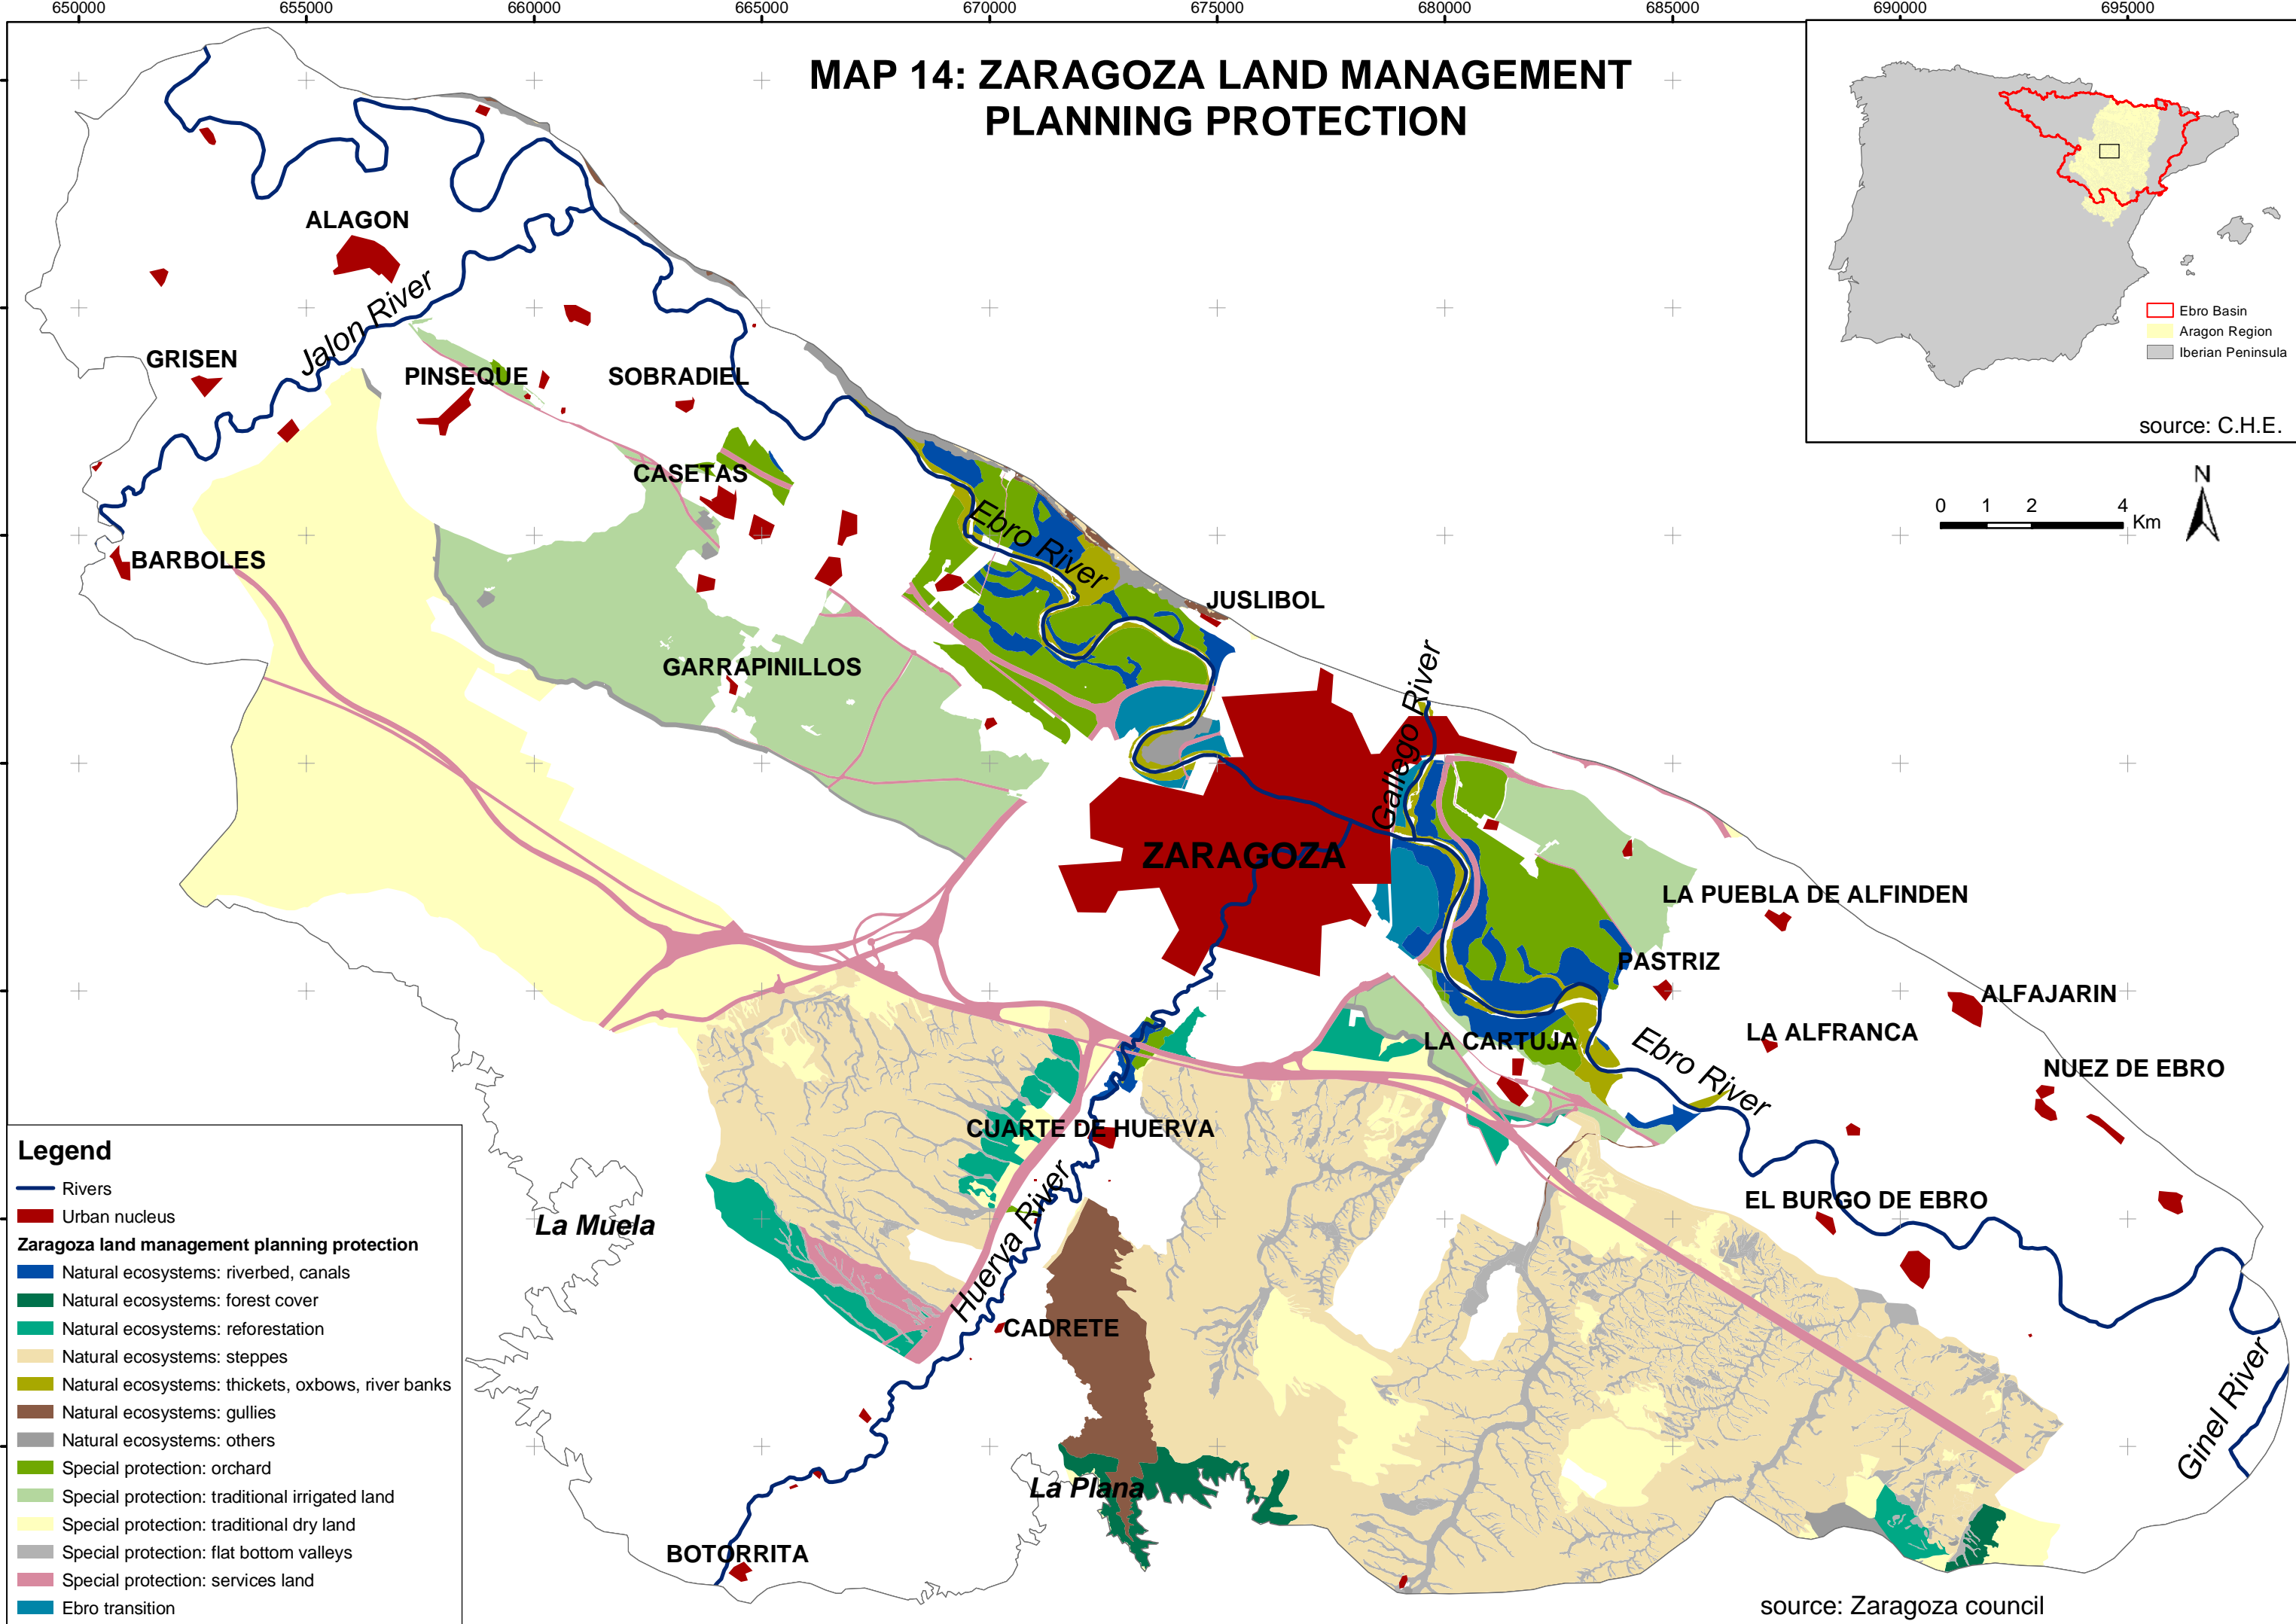 650000 655000 660000 665000 670000 675000 680000 685000 690000 695000
MAP 14: ZARAGOZA LAND MANAGEMENT
PLANNING PROTECTION
Ebro Basin
Aragon Region
Iberian Peninsula
source: C.H.E.
N
0 1 2 4
Km
ALAGON
Jalon River
GRISEN
PINSEQUE
SOBRADIEL
CASETAS
BARBOLES
Ebro River
JUSLIBOL
GARRAPINILLOS
Gallego River
ZARAGOZA
LA PUEBLA DE ALFINDEN
PASTRIZ
ALFAJARIN
LA ALFRANCA
LA CARTUJA
Ebro River
NUEZ DE EBRO
CUARTE DE HUERVA
EL BURGO DE EBRO
La Muela
Huerva River
CADRETE
Ginel River
La Plana
BOTORRITA
Legend
Rivers
Urban nucleus
Zaragoza land management planning protection
Natural ecosystems: riverbed, canals
Natural ecosystems: forest cover
Natural ecosystems: reforestation
Natural ecosystems: steppes
Natural ecosystems: thickets, oxbows, river banks
Natural ecosystems: gullies
Natural ecosystems: others
Special protection: orchard
Special protection: traditional irrigated land
Special protection: traditional dry land
Special protection: flat bottom valleys
Special protection: services land
Ebro transition
source: Zaragoza council